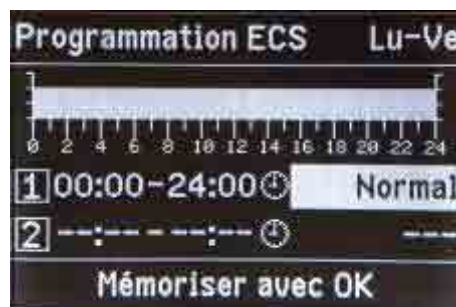 Programmation ECS Lu-Ve
0 2 4 6 8 10 12 14 16 18 20 22 24
1 00:00-24:00 Normal
2 --:-- - --:-- ---
Mémoriser avec OK